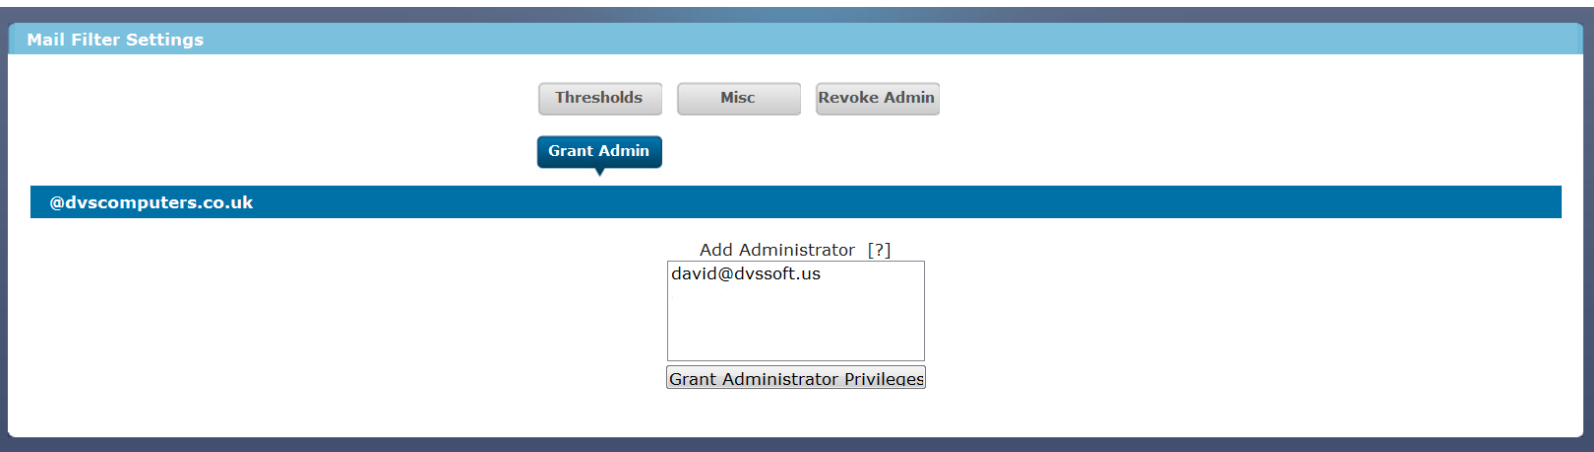 Mail Filter Settings
Thresholds Misc Revoke Admin
Grant Admin
@dvscomputers.co.uk
Add Administrator [?]
david@dvssoft.us
Grant Administrator Privileges